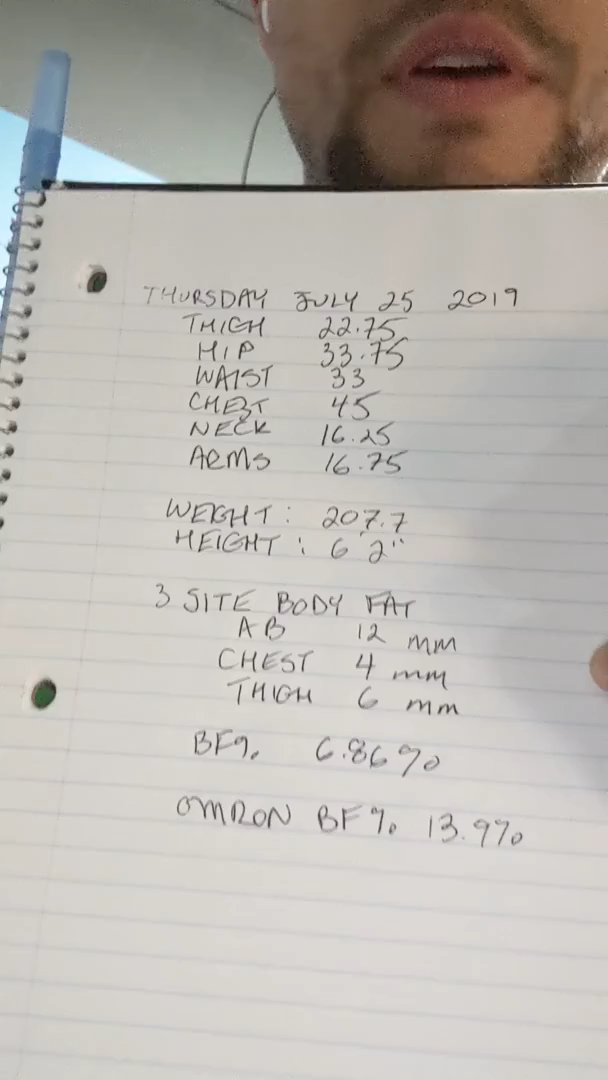 THURSDAY JULY 25 2019
THIGH 22.75
HIP 33.75
WAIST 33
CHEST 45
NECK 16.25
ARMS 16.75
WEIGHT: 207.7
HEIGHT: 6 2"
3 SITE BODY FAT
AB 12 mm
CHEST 4 mm
THIGH 6 mm
BF% 6.86%
OMRON BF% 13.9%